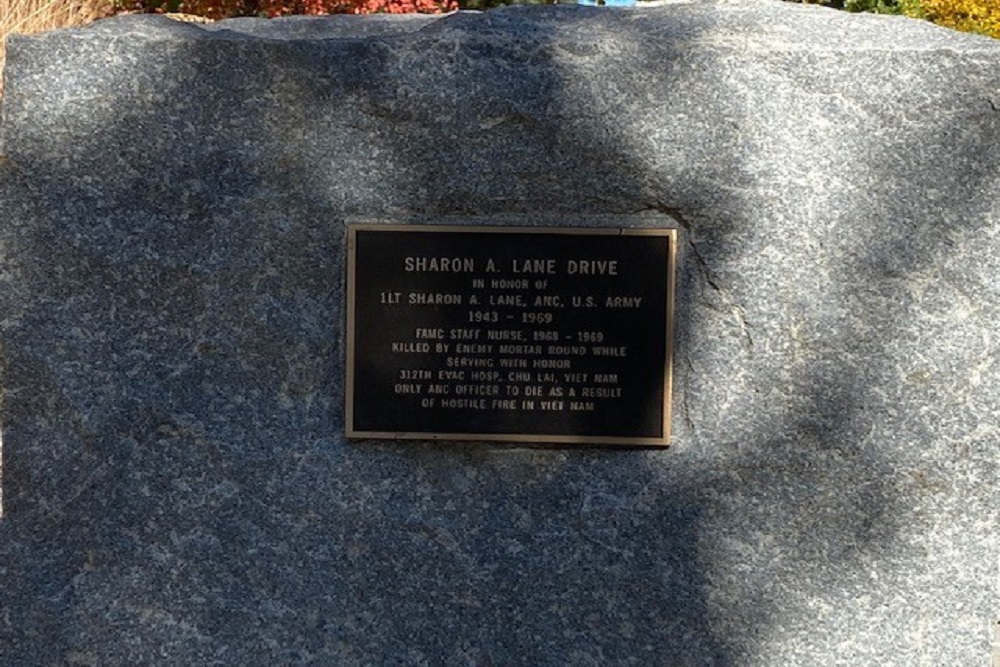 SHARON A. LANE DRIVE
IN HONOR OF
1LT SHARON A. LANE, ANC, U.S. ARMY
1943 - 1969
FAMC STAFF NURSE, 1968 - 1969
KILLED BY ENEMY MORTAR ROUND WHILE
SERVING WITH HONOR
312TH EVAC HOSP, CHU LAI, VIET NAM
ONLY ANC OFFICER TO DIE AS A RESULT
OF HOSTILE FIRE IN VIET NAM